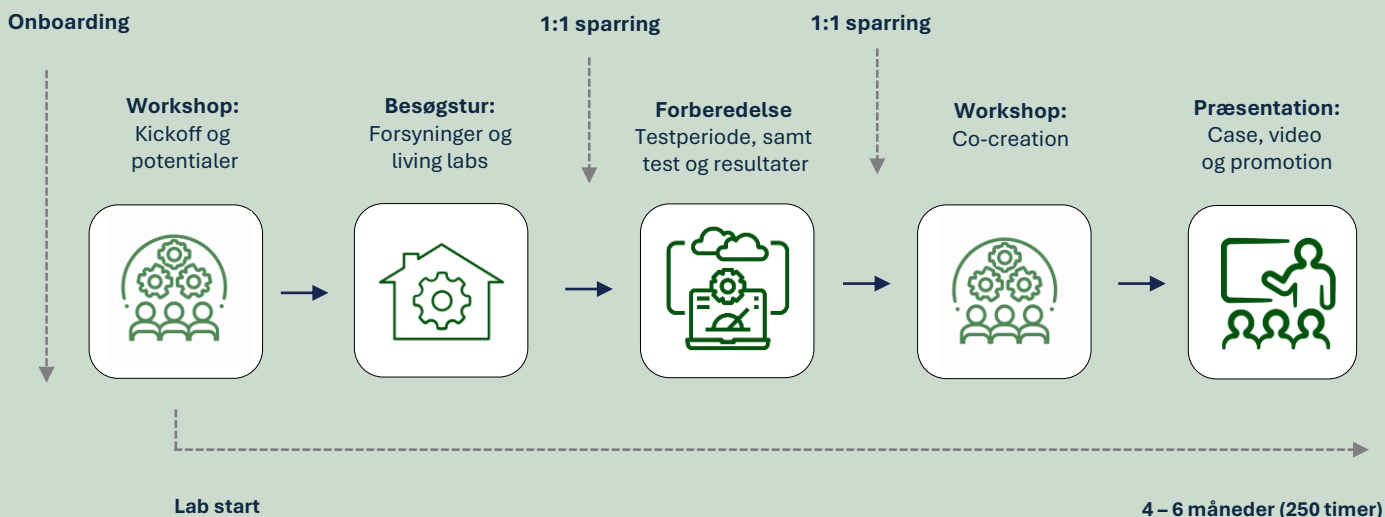 Onboarding
1:1 sparring
1:1 sparring
Workshop:
Kickoff og
potentialer
Besøgstur:
Forsyninger og
living labs
Forberedelse
Testperiode, samt
test og resultater
Workshop:
Co-creation
Præsentation:
Case, video
og promotion
Lab start
4 – 6 måneder (250 timer)